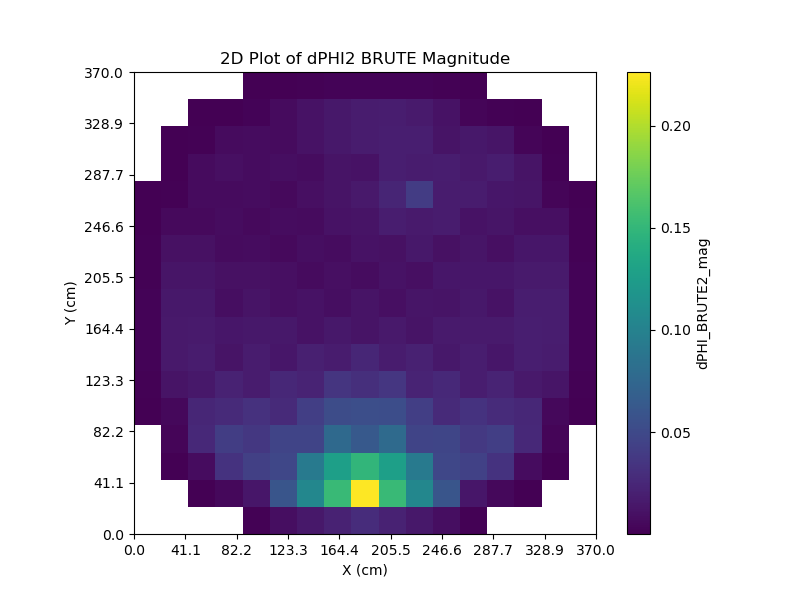 2D Plot of dPHI2 BRUTE Magnitude
370.0
328.9
287.7
246.6
205.5
164.4
123.3
82.2
41.1
0.0
Y (cm)
0.0 41.1 82.2 123.3 164.4 205.5 246.6 287.7 328.9 370.0
X (cm)
0.20
0.15
0.10
0.05
dPHI_BRUTE2_mag